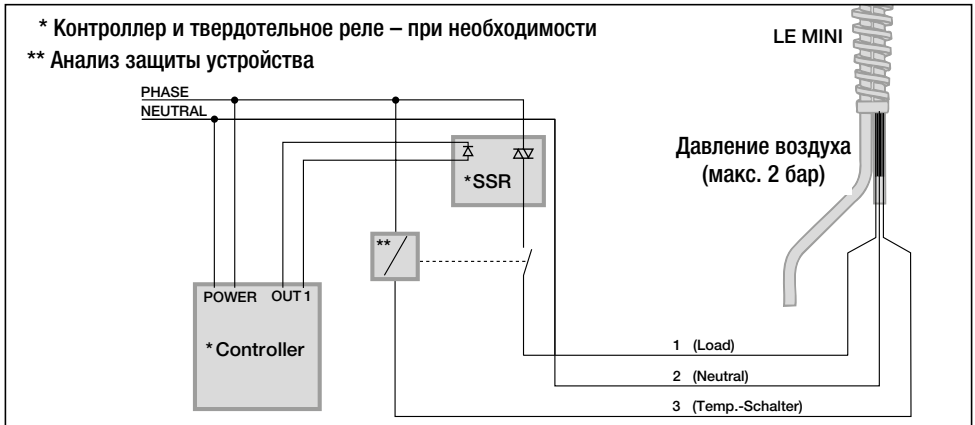 * Контроллер и твердотельное реле – при необходимости
** Анализ защиты устройства
LE MINI
PHASE
NEUTRAL
Давление воздуха
(макс. 2 бар)
*SSR
**
POWER OUT 1
*Controller
1 (Load)
2 (Neutral)
3 (Temp.-Schalter)